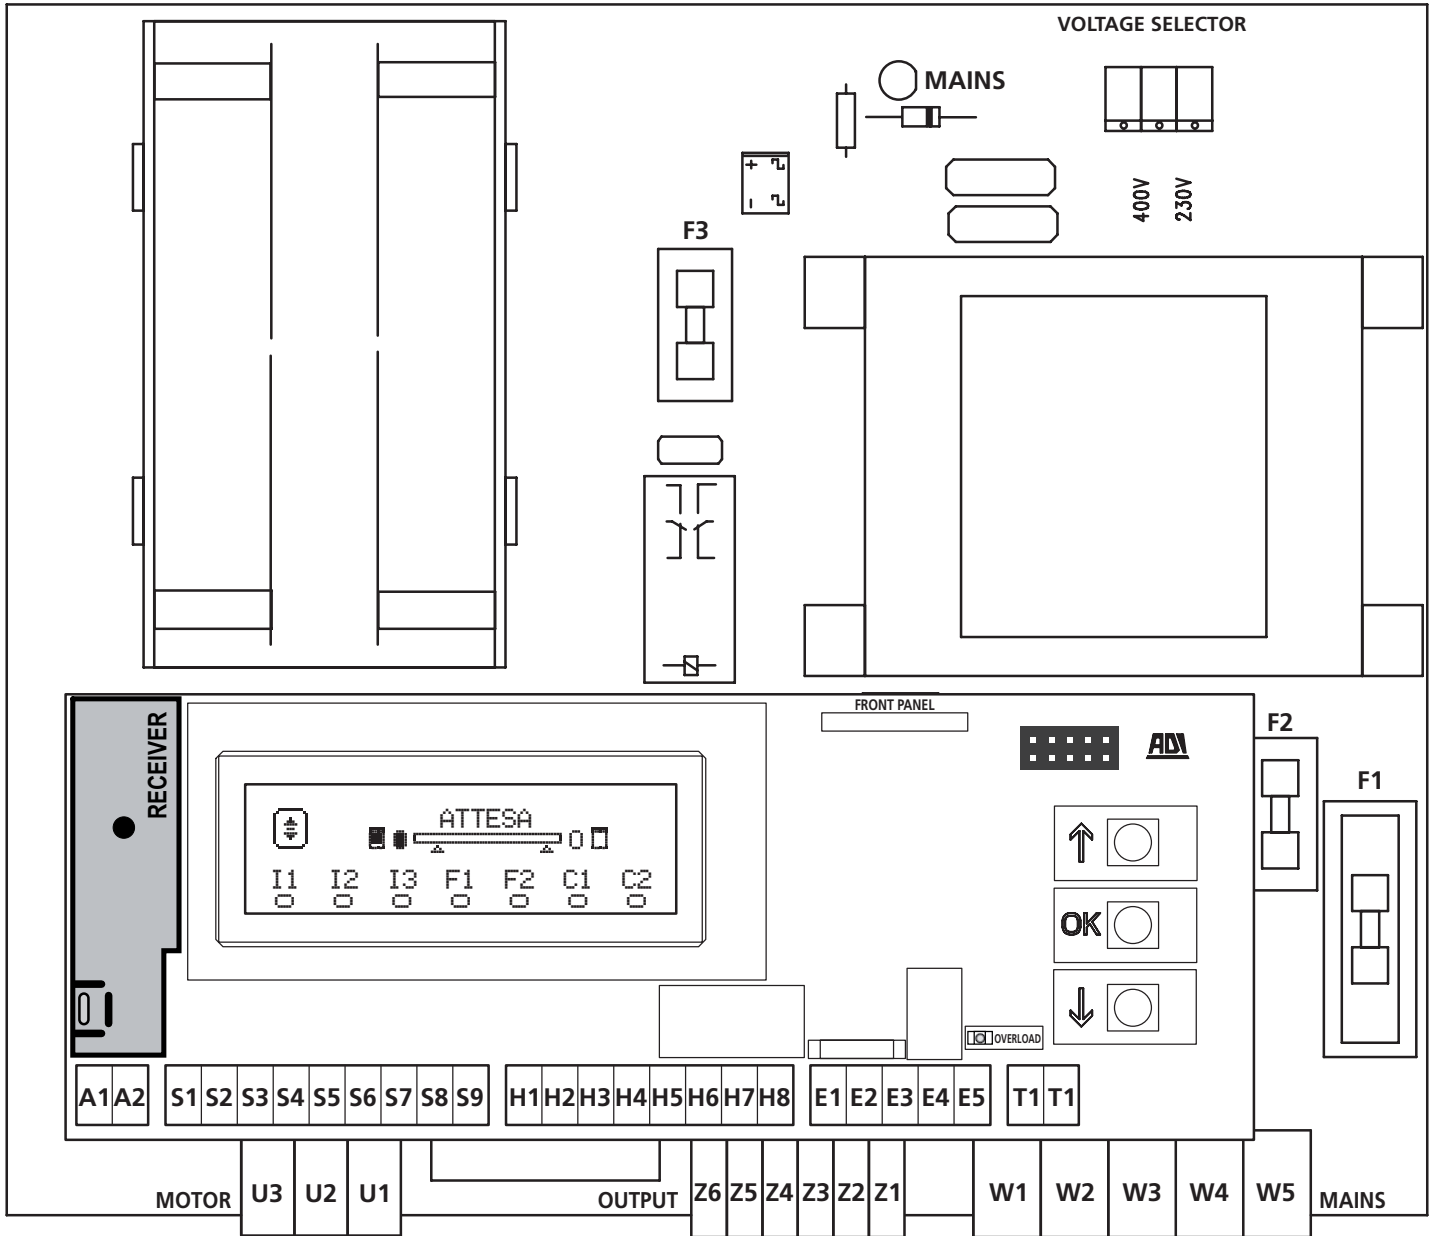 VOLTAGE SELECTOR
MAINS
+
-
400V
230V
F3
RECEIVER
FRONT PANEL
ADI
F2
F1
ATTESA
I1 I2 I3 F1 F2 C1 C2
OK
OVERLOAD
A1 A2 S1 S2 S3 S4 S5 S6 S7 S8 S9 H1 H2 H3 H4 H5 H6 H7 H8 E1 E2 E3 E4 E5 T1 T1
MOTOR U3 U2 U1 OUTPUT Z6 Z5 Z4 Z3 Z2 Z1 W1 W2 W3 W4 W5 MAINS